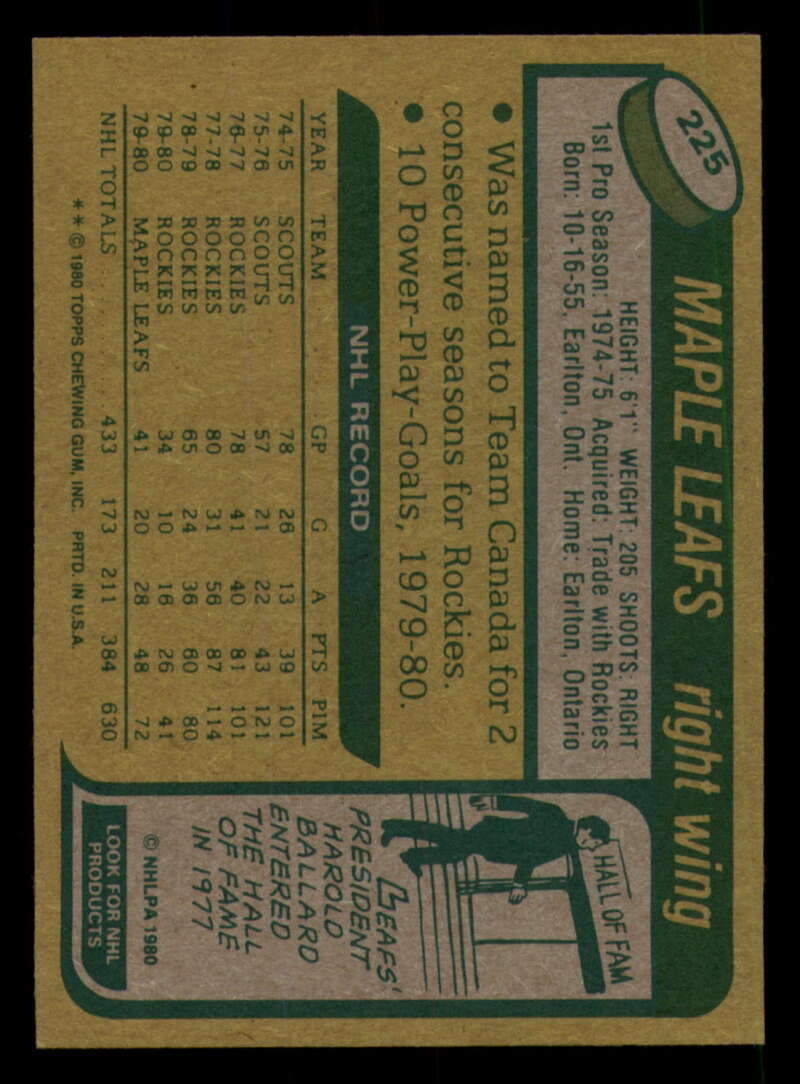 225
MAPLE LEAFS right wing
HEIGHT: 6'1" WEIGHT: 205 SHOOTS: RIGHT
1st Pro Season: 1974-75 Acquired: Trade with Rockies
Born: 10-16-55, Earlton, Ont. Home: Earlton, Ontario
• Was named to Team Canada for 2
consecutive seasons for Rockies.
• 10 Power-Play-Goals, 1979-80.
NHL RECORD
YEAR TEAM GP G A PTS PIM
74-75 SCOUTS 78 26 13 39 101
75-76 SCOUTS 57 21 22 43 121
76-77 ROCKIES 78 41 40 81 101
77-78 ROCKIES 80 31 56 87 114
78-79 ROCKIES 65 24 36 60 80
79-80 ROCKIES 34 10 16 26 41
79-80 MAPLE LEAFS 41 20 28 48 72
NHL TOTALS 433 173 211 384 630
** © 1980 TOPPS CHEWING GUM, INC. PRTD. IN U.S.A.
HALL OF FAM
LEAFS'
PRESIDENT
HAROLD
BALLARD
ENTERED
THE HALL
OF FAME
IN 1977
© NHLPA 1980
LOOK FOR NHL
PRODUCTS